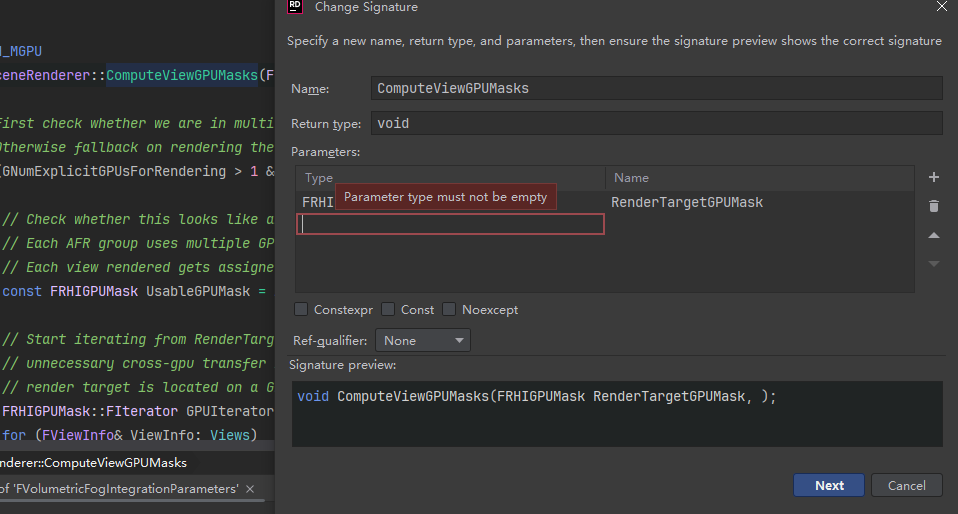 RD Change Signature
Specify a new name, return type, and parameters, then ensure the signature preview shows the correct signature
Name: ComputeViewGPUMasks
Return type: void
Parameters:
Type Name
FRHI RenderTargetGPUMask
Parameter type must not be empty
Constexpr Const Noexcept
Ref-qualifier: None
Signature preview:
void ComputeViewGPUMasks(FRHIGPUMask RenderTargetGPUMask, );
Next Cancel
_MGPU
ceneRenderer::ComputeViewGPUMasks(F
First check whether we are in multi
Otherwise fallback on rendering the
(GNumExplicitGPUsForRendering > 1 &
// Check whether this looks like a
// Each AFR group uses multiple GP
// Each view rendered gets assigne
const FRHIGPUMask UsableGPUMask =
// Start iterating from RenderTarg
// unnecessary cross-gpu transfer
// render target is located on a G
FRHIGPUMask::FIterator GPUIterator
for (FViewInfo& ViewInfo: Views)
nderer::ComputeViewGPUMasks
of 'FVolumetricFogIntegrationParameters' ×